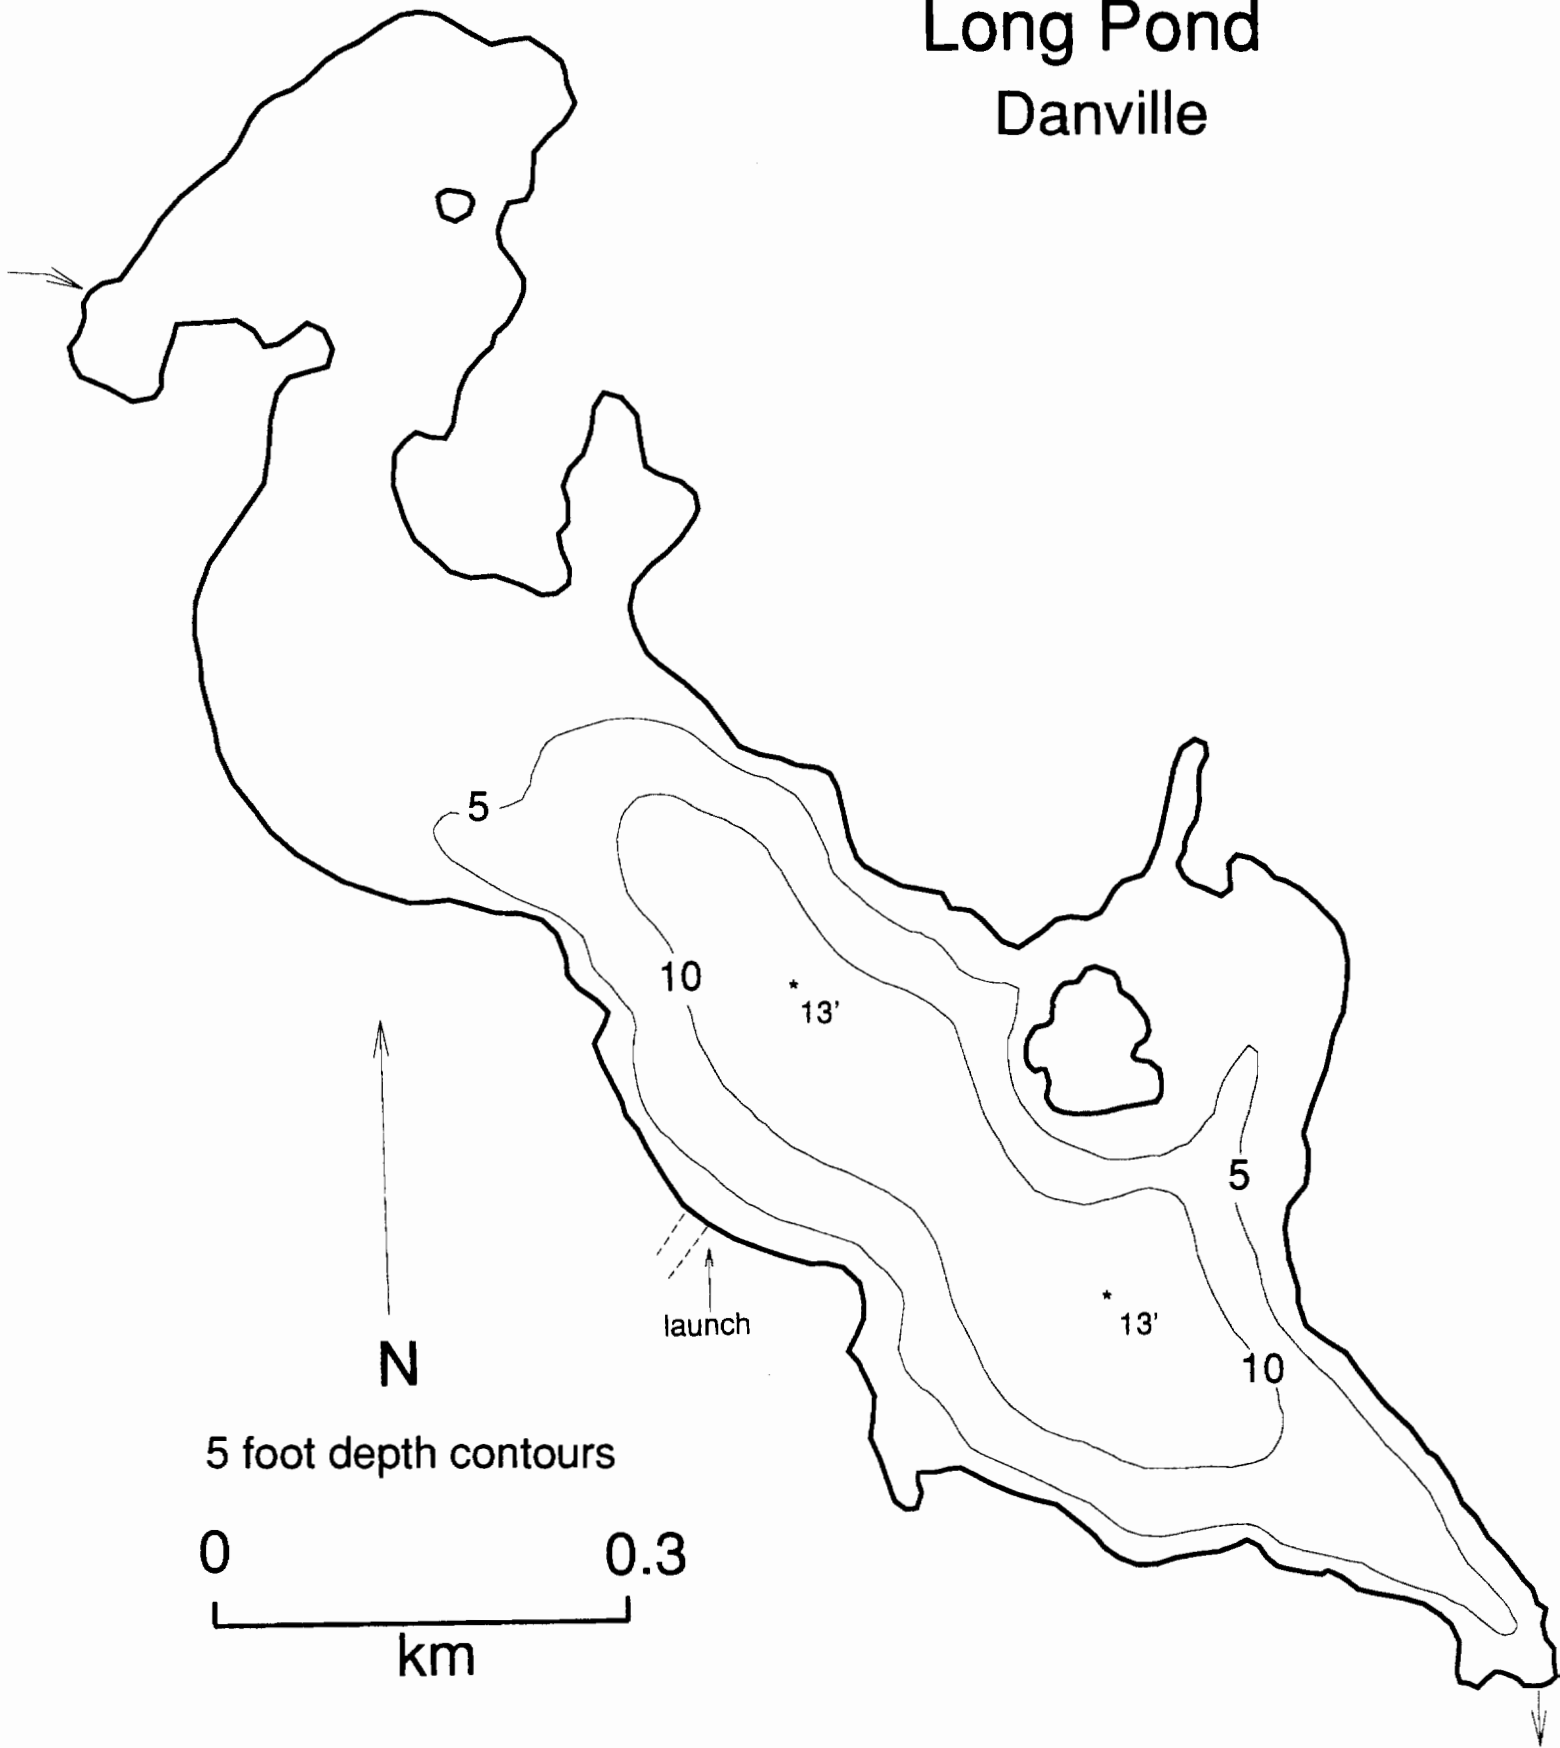 Long Pond
Danville
5
10
* 13'
5
* 13'
10
launch
N
5 foot depth contours
0 0.3
km